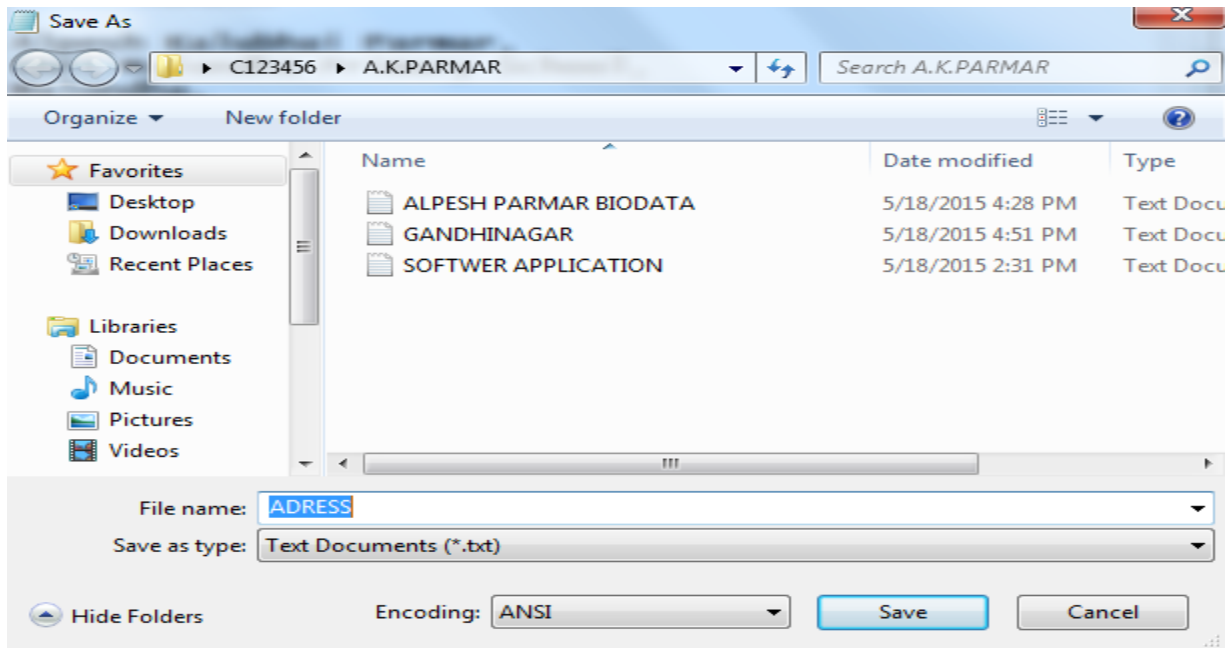 Save As
C123456 ▸ A.K.PARMAR
Search A.K.PARMAR
Organize
New folder
Name
Date modified
Type
Favorites
Desktop
Downloads
Recent Places
Libraries
Documents
Music
Pictures
Videos
ALPESH PARMAR BIODATA 5/18/2015 4:28 PM Text Docu
GANDHINAGAR 5/18/2015 4:51 PM Text Docu
SOFTWER APPLICATION 5/18/2015 2:31 PM Text Docu
File name: ADRESS
Save as type: Text Documents (*.txt)
Hide Folders
Encoding: ANSI
Save
Cancel